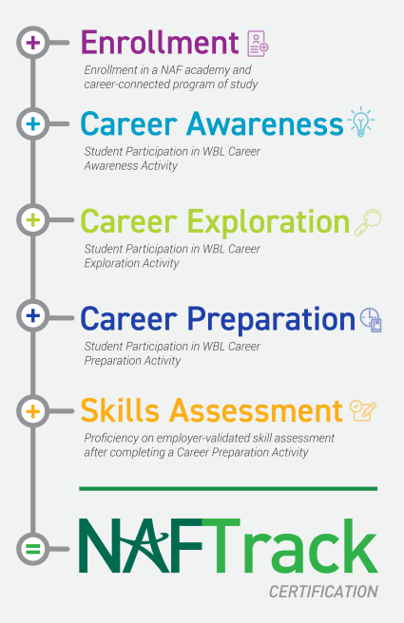 + Enrollment
Enrollment in a NAF academy and
career-connected program of study
+ Career Awareness
Student Participation in WBL Career
Awareness Activity
+ Career Exploration
Student Participation in WBL Career
Exploration Activity
+ Career Preparation
Student Participation in WBL Career
Preparation Activity
+ Skills Assessment
Proficiency on employer-validated skill assessment
after completing a Career Preparation Activity
= NAFTrack
CERTIFICATION